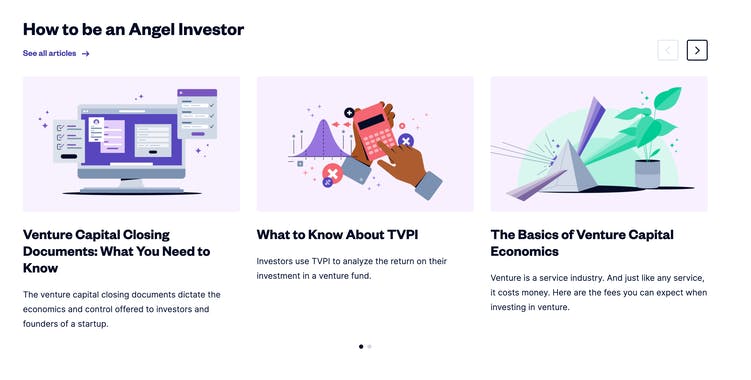 How to be an Angel Investor
See all articles →
Venture Capital Closing
Documents: What You Need to
Know
The venture capital closing documents dictate the
economics and control offered to investors and
founders of a startup.
What to Know About TVPI
Investors use TVPI to analyze the return on their
investment in a venture fund.
The Basics of Venture Capital
Economics
Venture is a service industry. And just like any service,
it costs money. Here are the fees you can expect when
investing in venture.